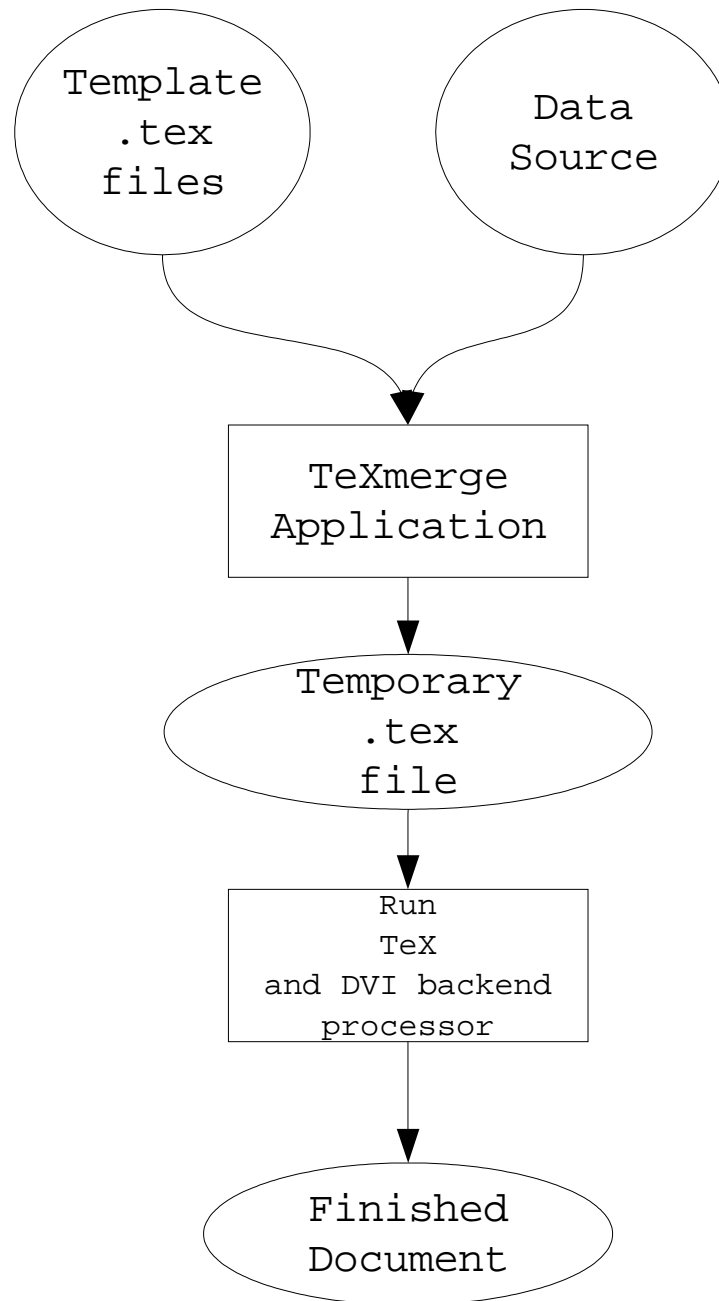 Template
.tex
files
Data
Source
TeXmerge
Application
Temporary
.tex
file
Run
TeX
and DVI backend
processor
Finished
Document